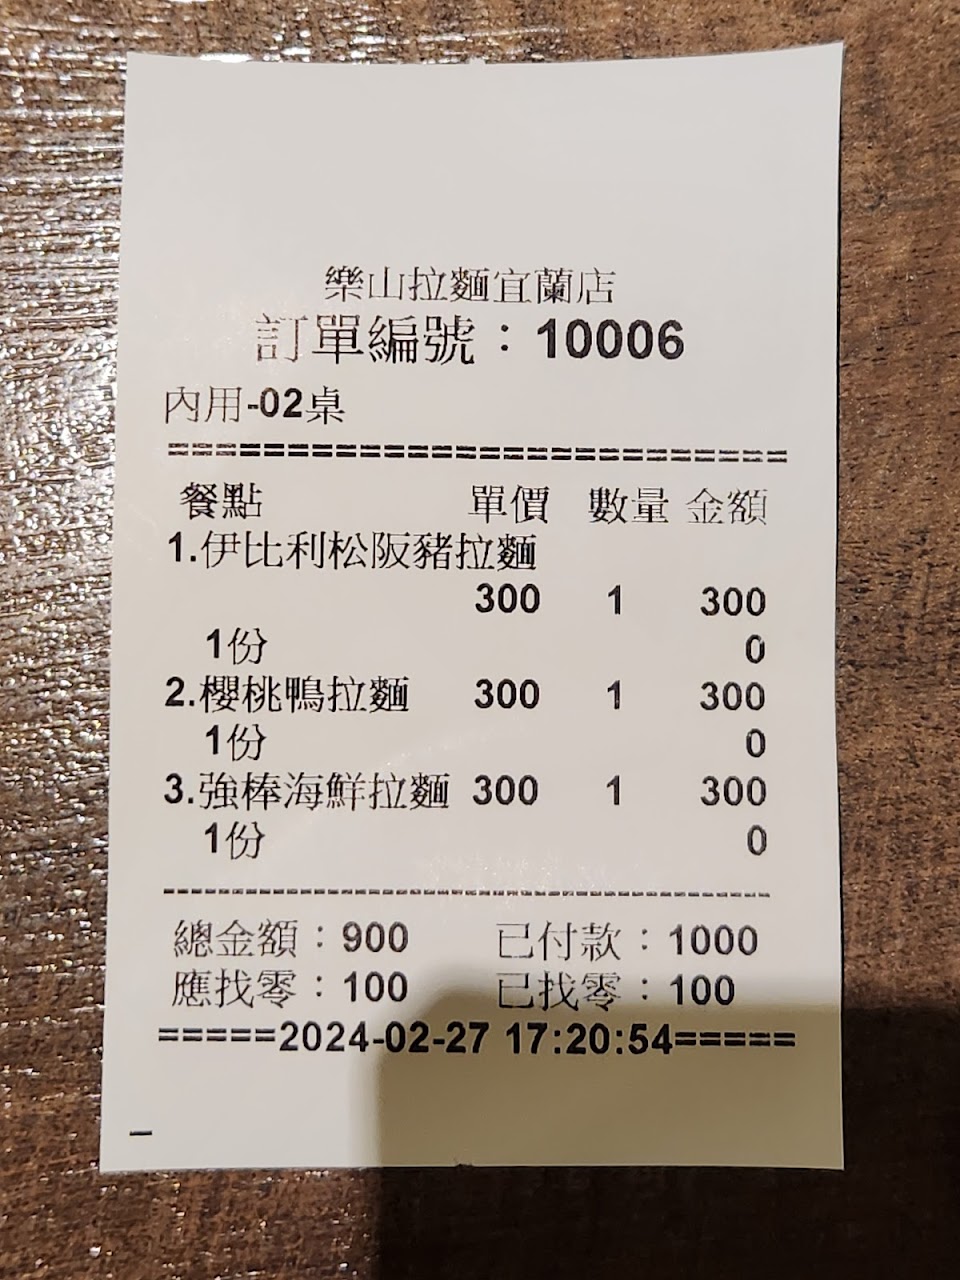 樂山拉麵宜蘭店
訂單編號：10006
內用-02桌
==========================
餐點 單價 數量 金額
1.伊比利松阪豬拉麵
300 1 300
1份 0
2.櫻桃鴨拉麵 300 1 300
1份 0
3.強棒海鮮拉麵 300 1 300
1份 0
--------------------------------------------
總金額：900 已付款：1000
應找零：100 已找零：100
=====2024-02-27 17:20:54=====